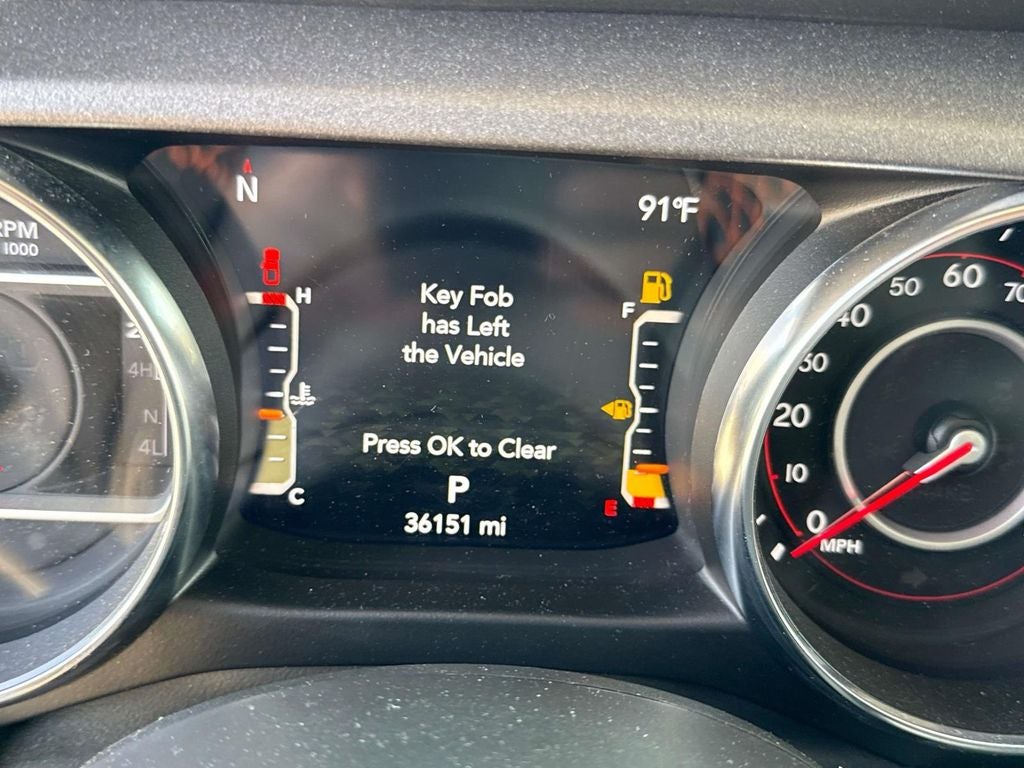 RPM
1000
N
91°F
H
F
Key Fob
has Left
the Vehicle
Press OK to Clear
C
E
P
36151 mi
4H
N
4L
0
10
20
30
40
50
60
70
MPH